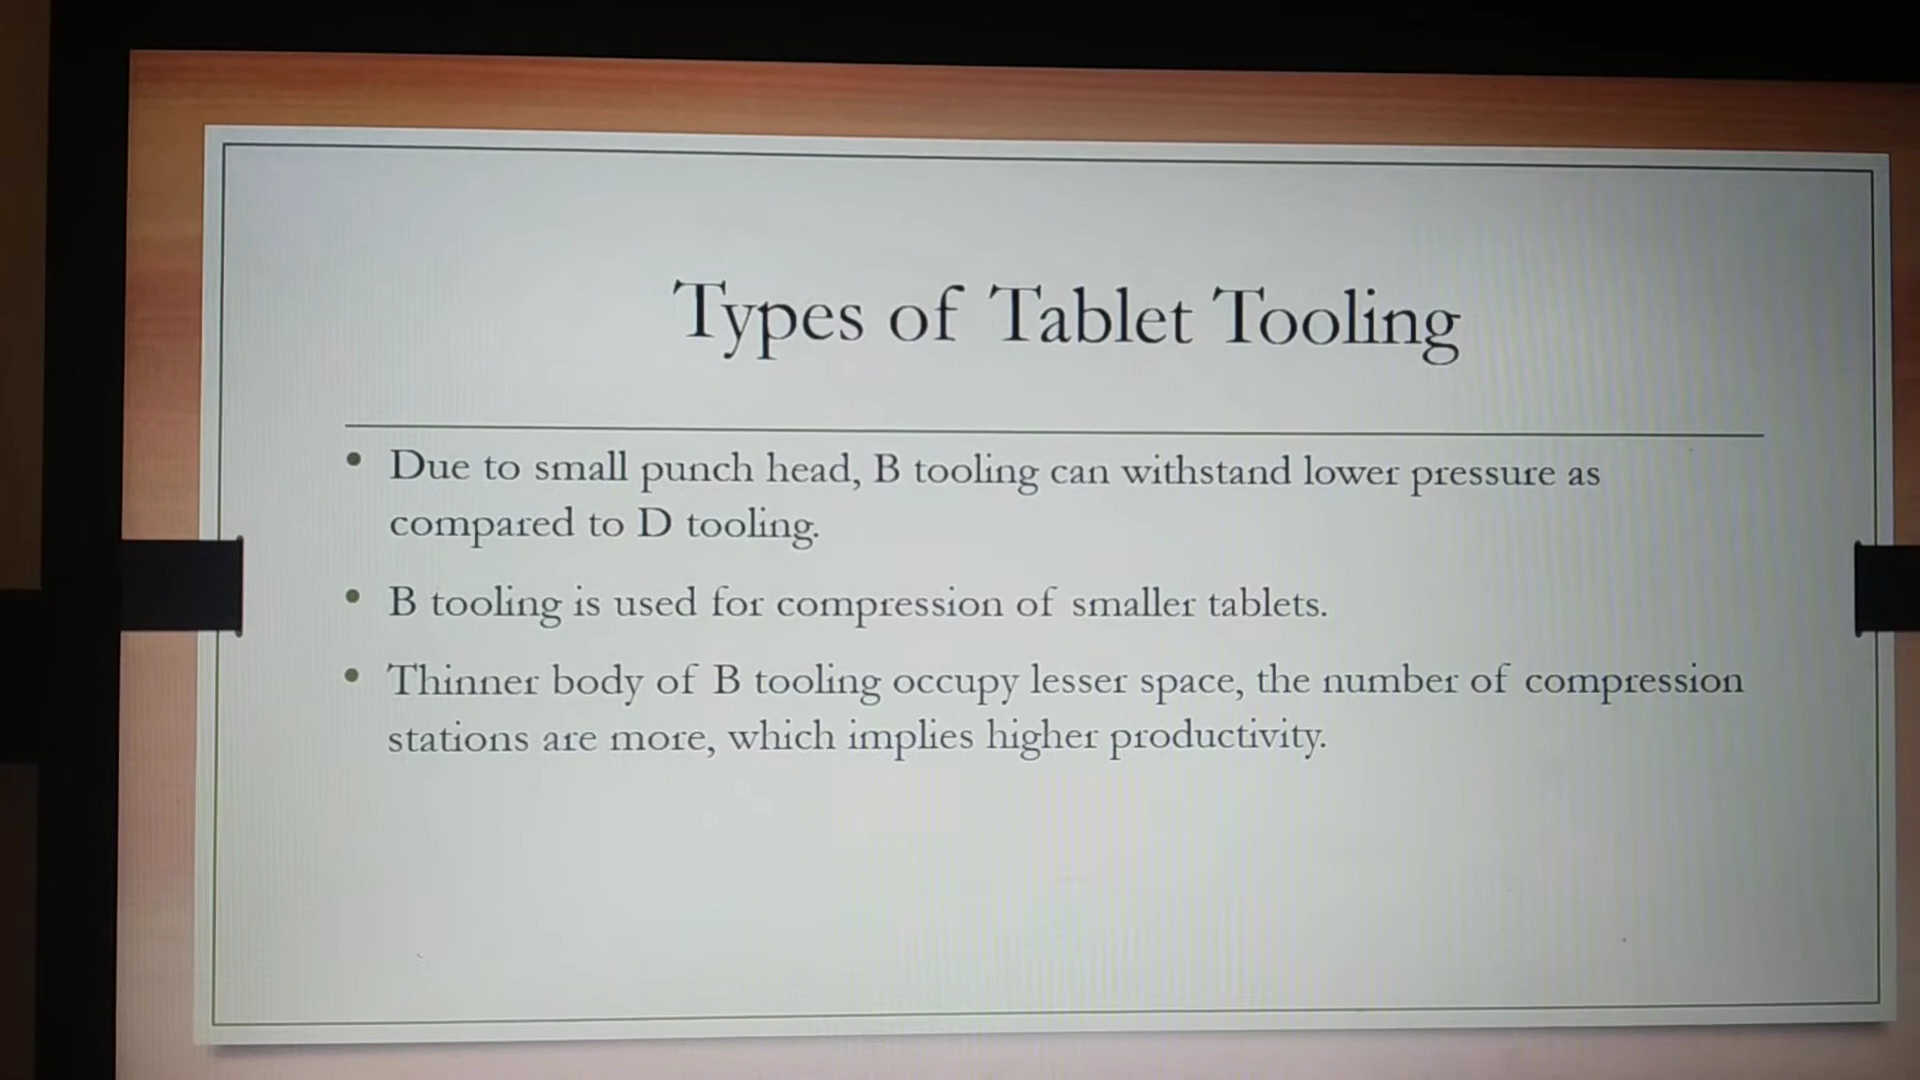 Types of Tablet Tooling
• Due to small punch head, B tooling can withstand lower pressure as
compared to D tooling.
• B tooling is used for compression of smaller tablets.
• Thinner body of B tooling occupy lesser space, the number of compression
stations are more, which implies higher productivity.